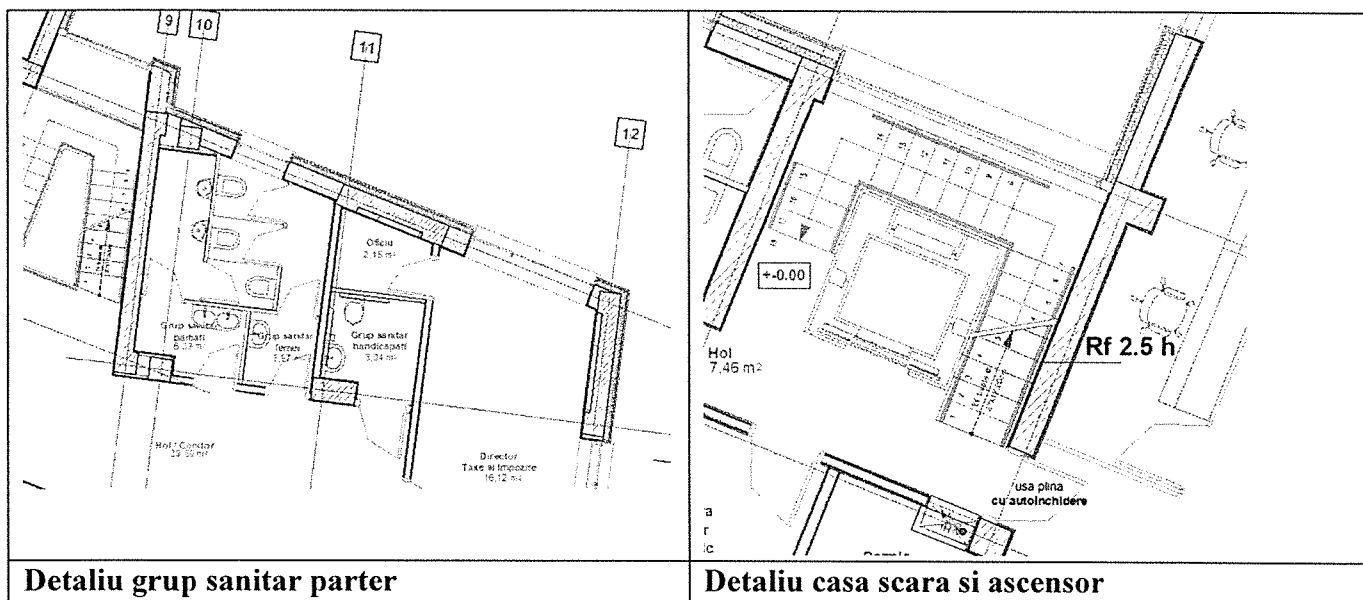 9
10
11
12
Oficiu
2,15 m²
Grup sanitar
barbati
Grup sanitar
femei
Grup sanitar
handicapati
Hol / Coridor
Director
Taxe si Impozite
16,12 m²
Detaliu grup sanitar parter
+-0.00
Hol
7,46 m²
Rf 2.5 h
usa plina
cu autoinchidere
Detaliu casa scara si ascensor